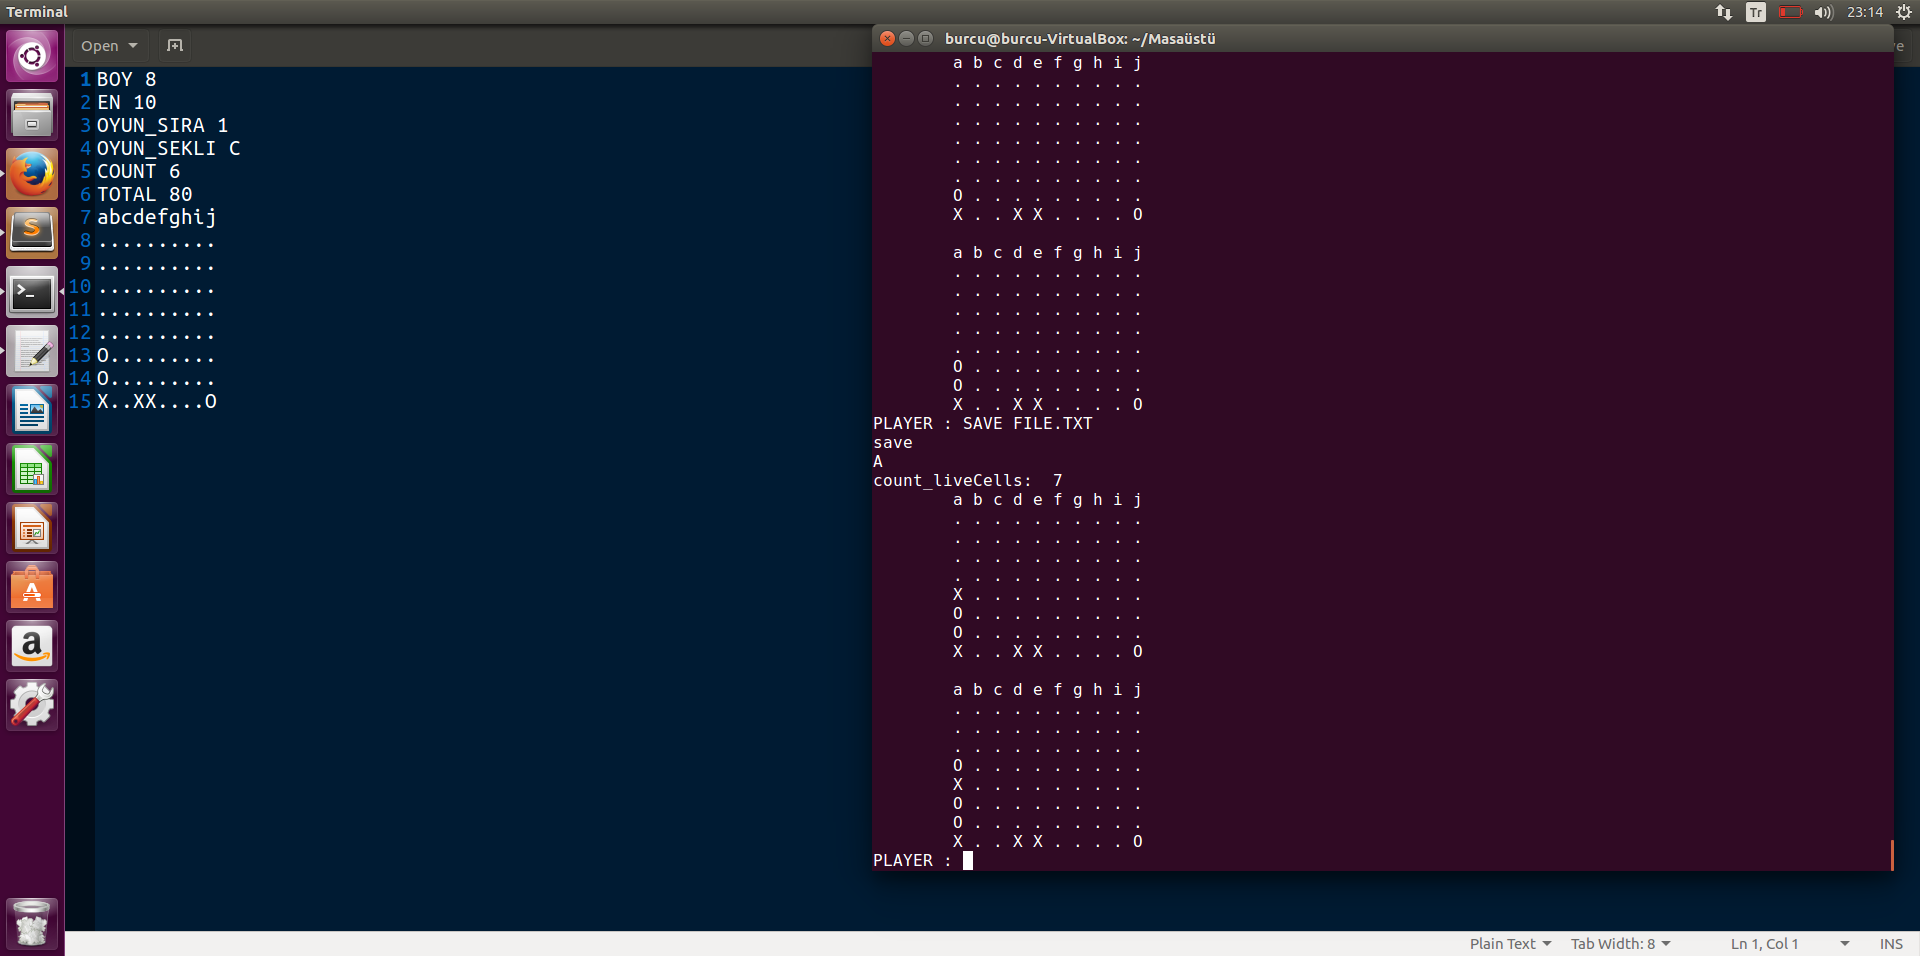 Terminal
Tr
23:14
Open
1 BOY 8
2 EN 10
3 OYUN_SIRA 1
4 OYUN_SEKLI C
5 COUNT 6
6 TOTAL 80
7 abcdefghij
8 ..........
9 ..........
10 ..........
11 ..........
12 ..........
13 O.........
14 O.........
15 X..XX....O
burcu@burcu-VirtualBox: ~/Masaüstü
e
a b c d e f g h i j
. . . . . . . . . .
. . . . . . . . . .
. . . . . . . . . .
. . . . . . . . . .
. . . . . . . . . .
. . . . . . . . . .
O . . . . . . . . .
X . . X X . . . . O
a b c d e f g h i j
. . . . . . . . . .
. . . . . . . . . .
. . . . . . . . . .
. . . . . . . . . .
. . . . . . . . . .
O . . . . . . . . .
O . . . . . . . . .
X . . X X . . . . O
PLAYER : SAVE FILE.TXT
save
A
count_liveCells:  7
a b c d e f g h i j
. . . . . . . . . .
. . . . . . . . . .
. . . . . . . . . .
. . . . . . . . . .
X . . . . . . . . .
O . . . . . . . . .
O . . . . . . . . .
X . . X X . . . . O
a b c d e f g h i j
. . . . . . . . . .
. . . . . . . . . .
. . . . . . . . . .
O . . . . . . . . .
X . . . . . . . . .
O . . . . . . . . .
O . . . . . . . . .
X . . X X . . . . O
PLAYER :
Plain Text Tab Width: 8 Ln 1, Col 1 INS